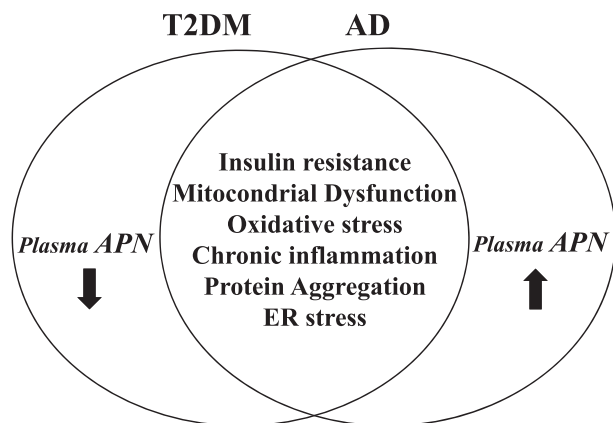 T2DM AD
Insulin resistance
Mitocondrial Dysfunction
Oxidative stress
Plasma APN
Chronic inflammation
Plasma APN
Protein Aggregation
ER stress